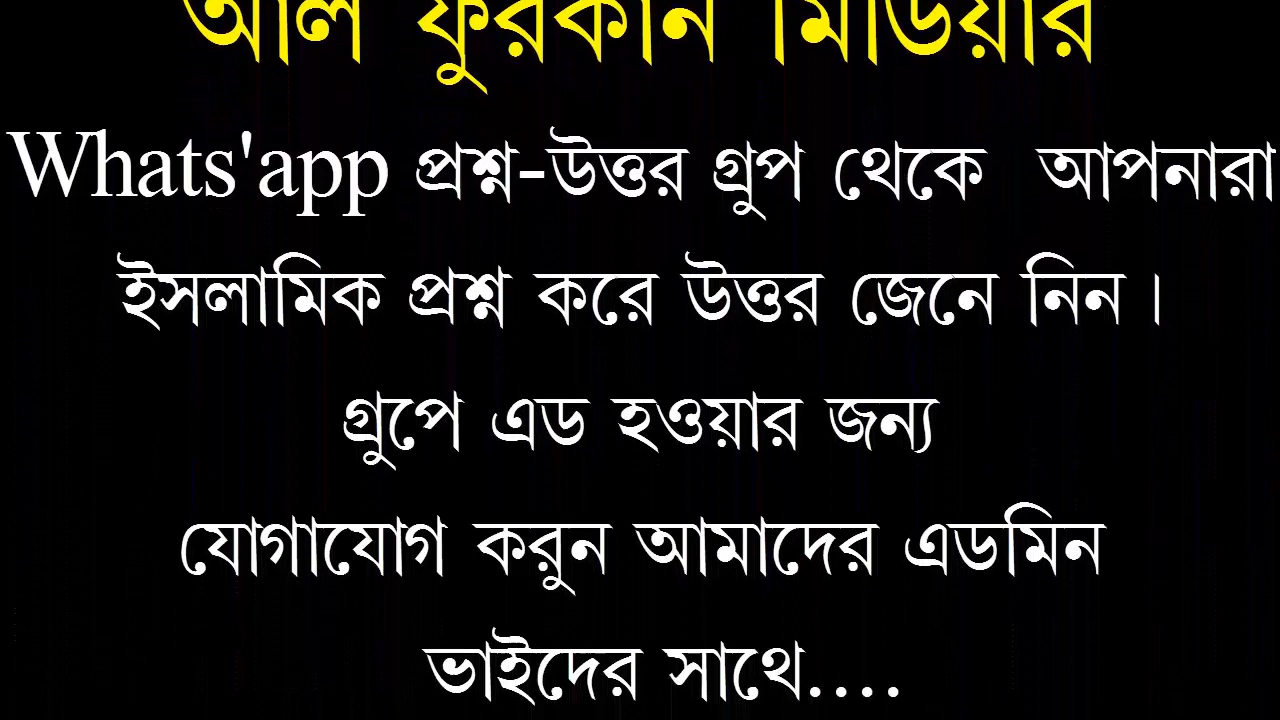 আল ফুরকান মিডিয়ার
Whats'app প্রশ্ন-উত্তর গ্রুপ থেকে আপনারা
ইসলামিক প্রশ্ন করে উত্তর জেনে নিন।
গ্রুপে এড হওয়ার জন্য
যোগাযোগ করুন আমাদের এডমিন
ভাইদের সাথে....